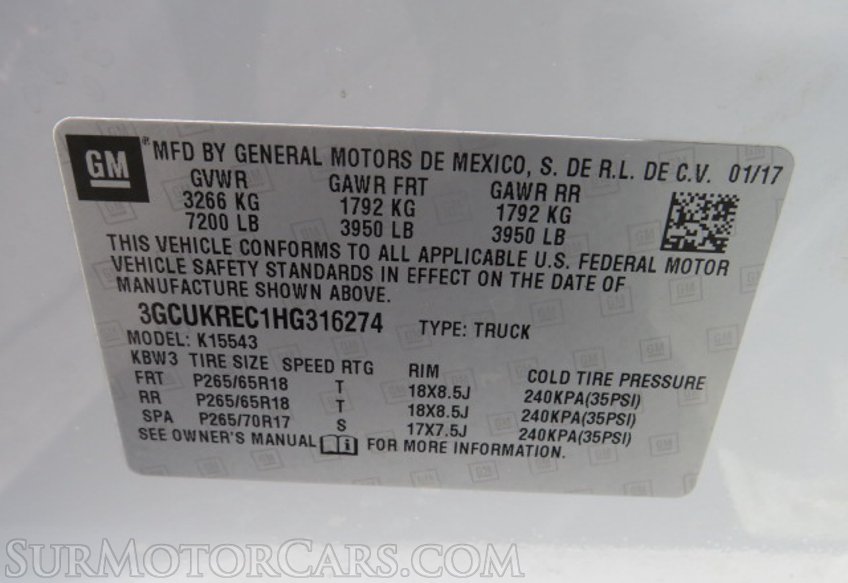 GM ® MFD BY GENERAL MOTORS DE MEXICO, S. DE R.L. DE C.V. 01/17
GVWR GAWR FRT GAWR RR
3266 KG 1792 KG 1792 KG
7200 LB 3950 LB 3950 LB
THIS VEHICLE CONFORMS TO ALL APPLICABLE U.S. FEDERAL MOTOR
VEHICLE SAFETY STANDARDS IN EFFECT ON THE DATE OF
MANUFACTURE SHOWN ABOVE.
3GCUKREC1HG316274 TYPE: TRUCK
MODEL: K15543
KBW3 TIRE SIZE SPEED RTG RIM COLD TIRE PRESSURE
FRT P265/65R18 T 18X8.5J 240KPA(35PSI)
RR P265/65R18 T 18X8.5J 240KPA(35PSI)
SPA P265/70R17 S 17X7.5J 240KPA(35PSI)
SEE OWNER'S MANUAL i FOR MORE INFORMATION.
SURMOTORCARS.COM